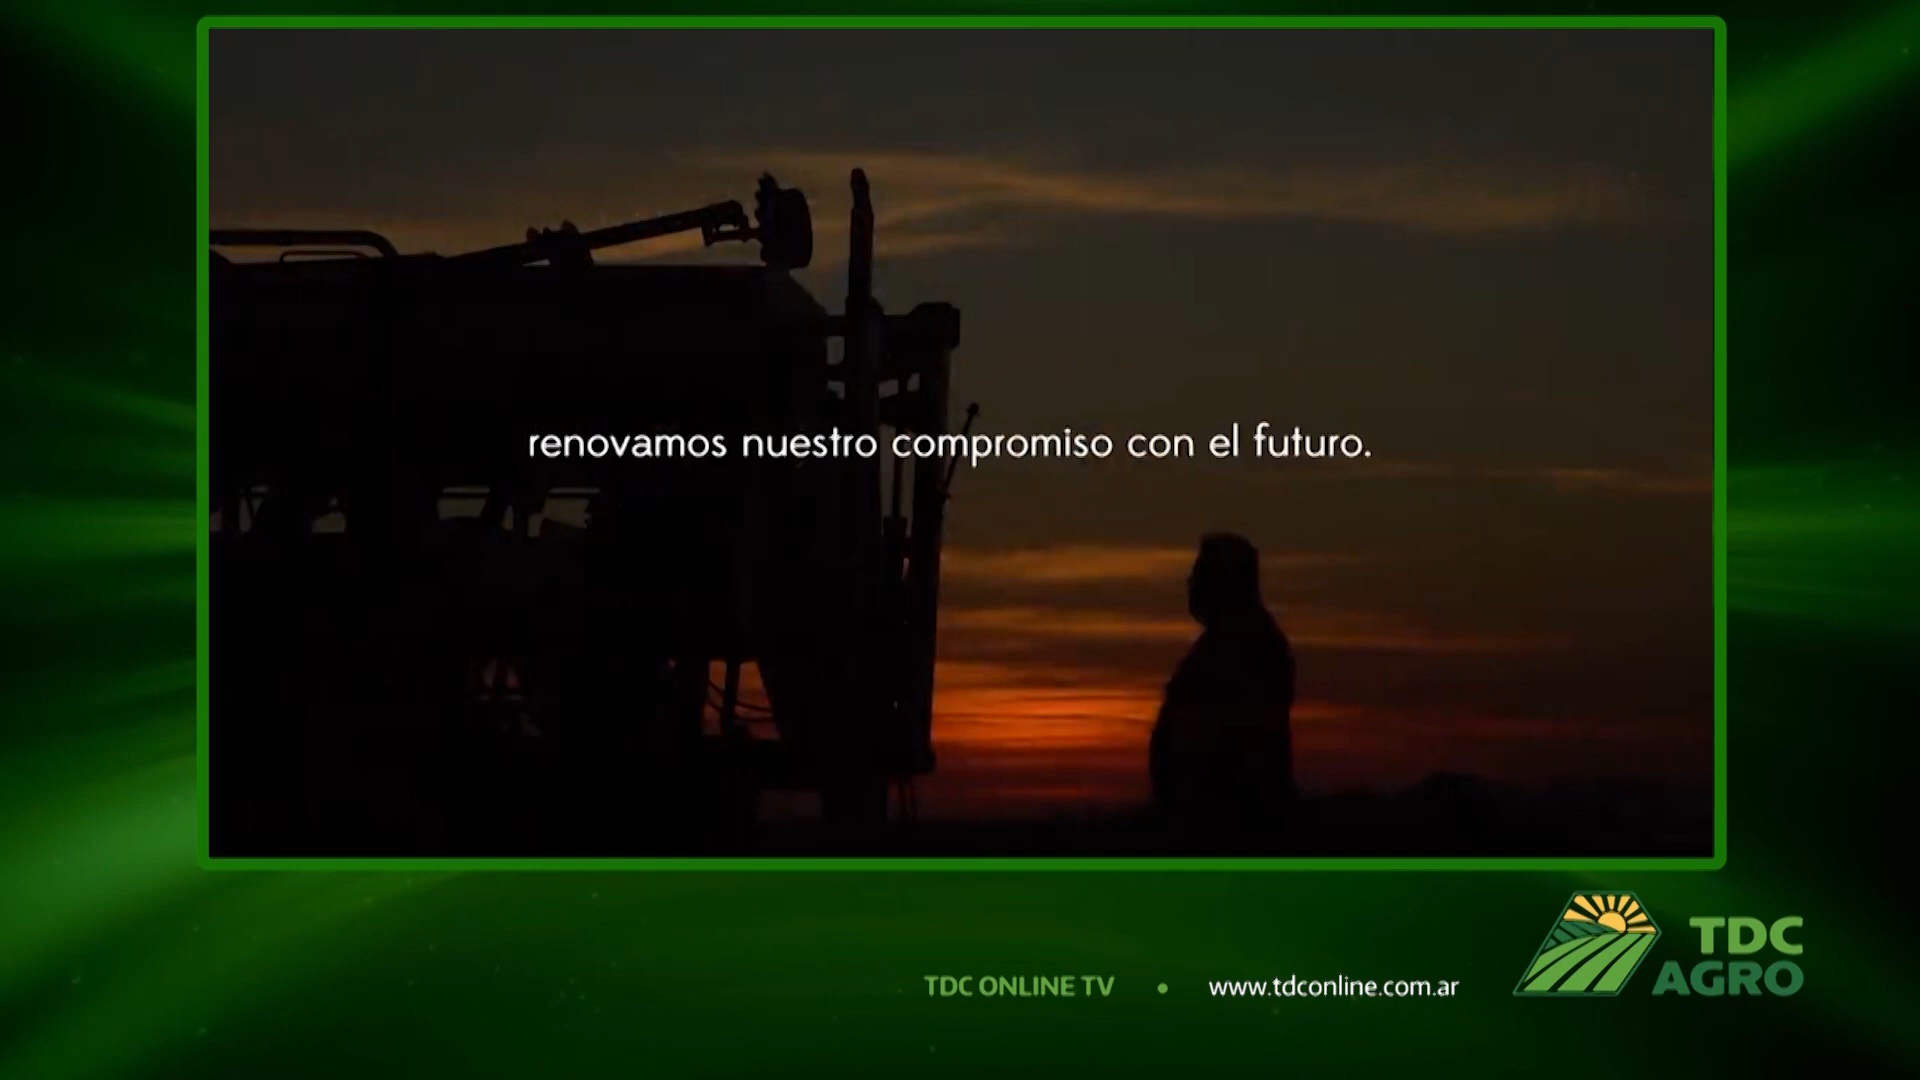 renovamos nuestro compromiso con el futuro.
TDC ONLINE TV • www.tdconline.com.ar
TDC
AGRO